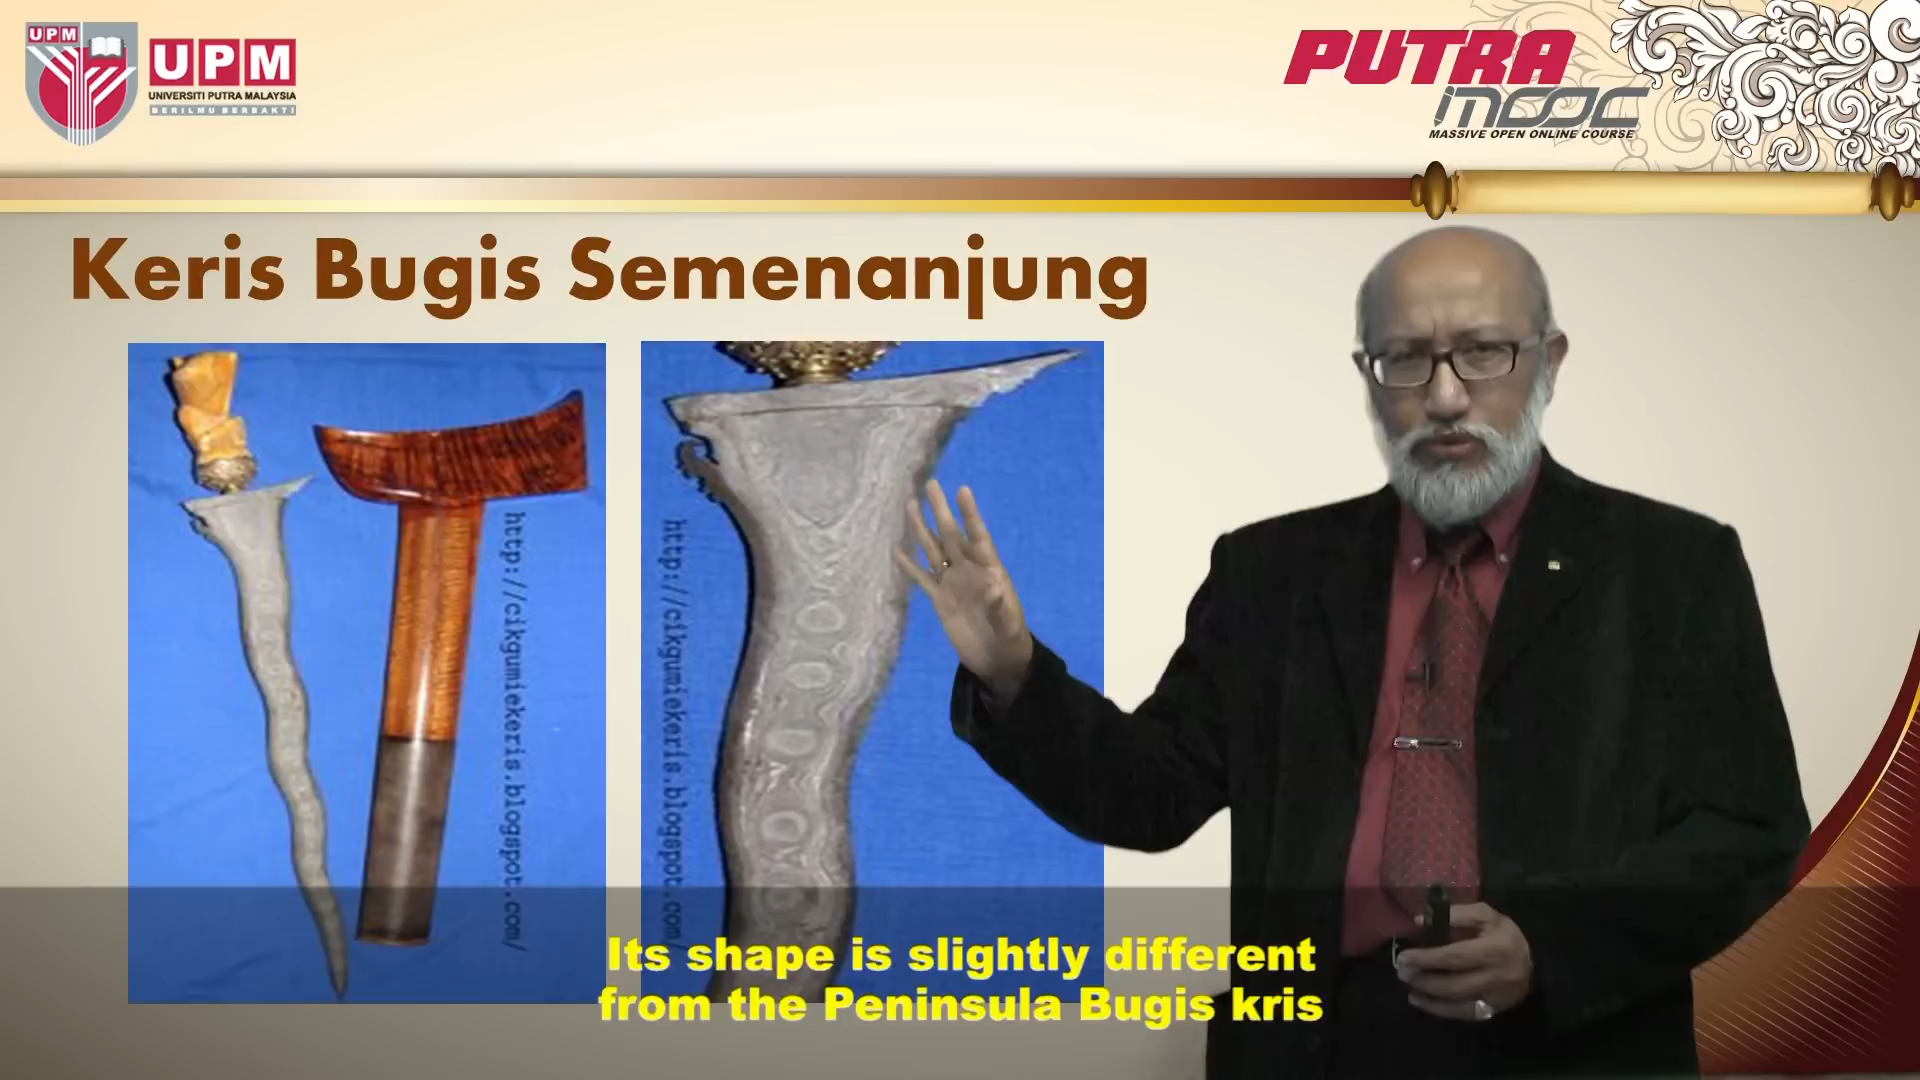 UPM
UPM
UNIVERSITI PUTRA MALAYSIA
BERILMU BERBAKTI
PUTRA
mooc
MASSIVE OPEN ONLINE COURSE
Keris Bugis Semenanjung
http://cikgumiekeris.blogspot.com/
http://cikgumiekeris.blogspot.com/
Its shape is slightly different
from the Peninsula Bugis kris